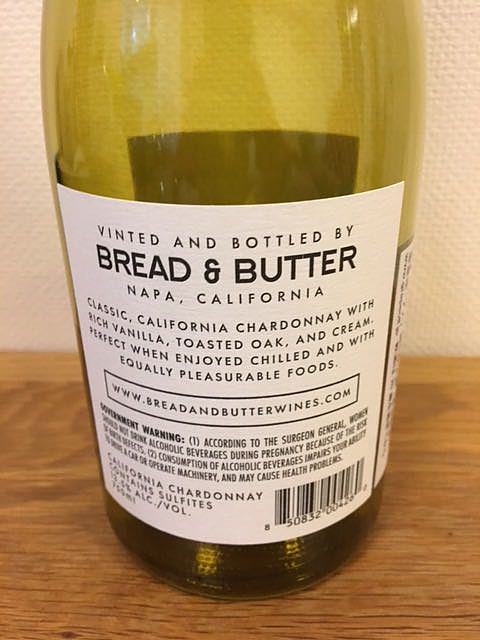 VINTED AND BOTTLED BY
BREAD & BUTTER
NAPA, CALIFORNIA
CLASSIC, CALIFORNIA CHARDONNAY WITH
RICH VANILLA, TOASTED OAK, AND CREAM.
PERFECT WHEN ENJOYED CHILLED AND WITH
EQUALLY PLEASURABLE FOODS.
WWW.BREADANDBUTTERWINES.COM
GOVERNMENT WARNING: (1) ACCORDING TO THE SURGEON GENERAL, WOMEN
SHOULD NOT DRINK ALCOHOLIC BEVERAGES DURING PREGNANCY BECAUSE OF THE RISK
OF BIRTH DEFECTS. (2) CONSUMPTION OF ALCOHOLIC BEVERAGES IMPAIRS YOUR ABILITY
TO DRIVE A CAR OR OPERATE MACHINERY, AND MAY CAUSE HEALTH PROBLEMS.
CALIFORNIA CHARDONNAY
CONTAINS SULFITES
ALC./VOL.
8 50832 00426